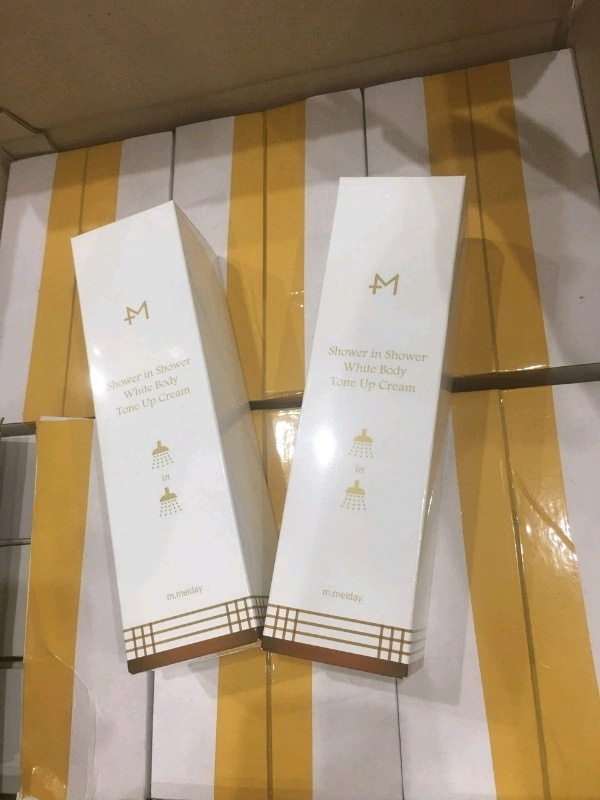 M
Shower in Shower
White Body
Tone Up Cream
in
m.meiday
M
Shower in Shower
White Body
Tone Up Cream
in
m.meiday